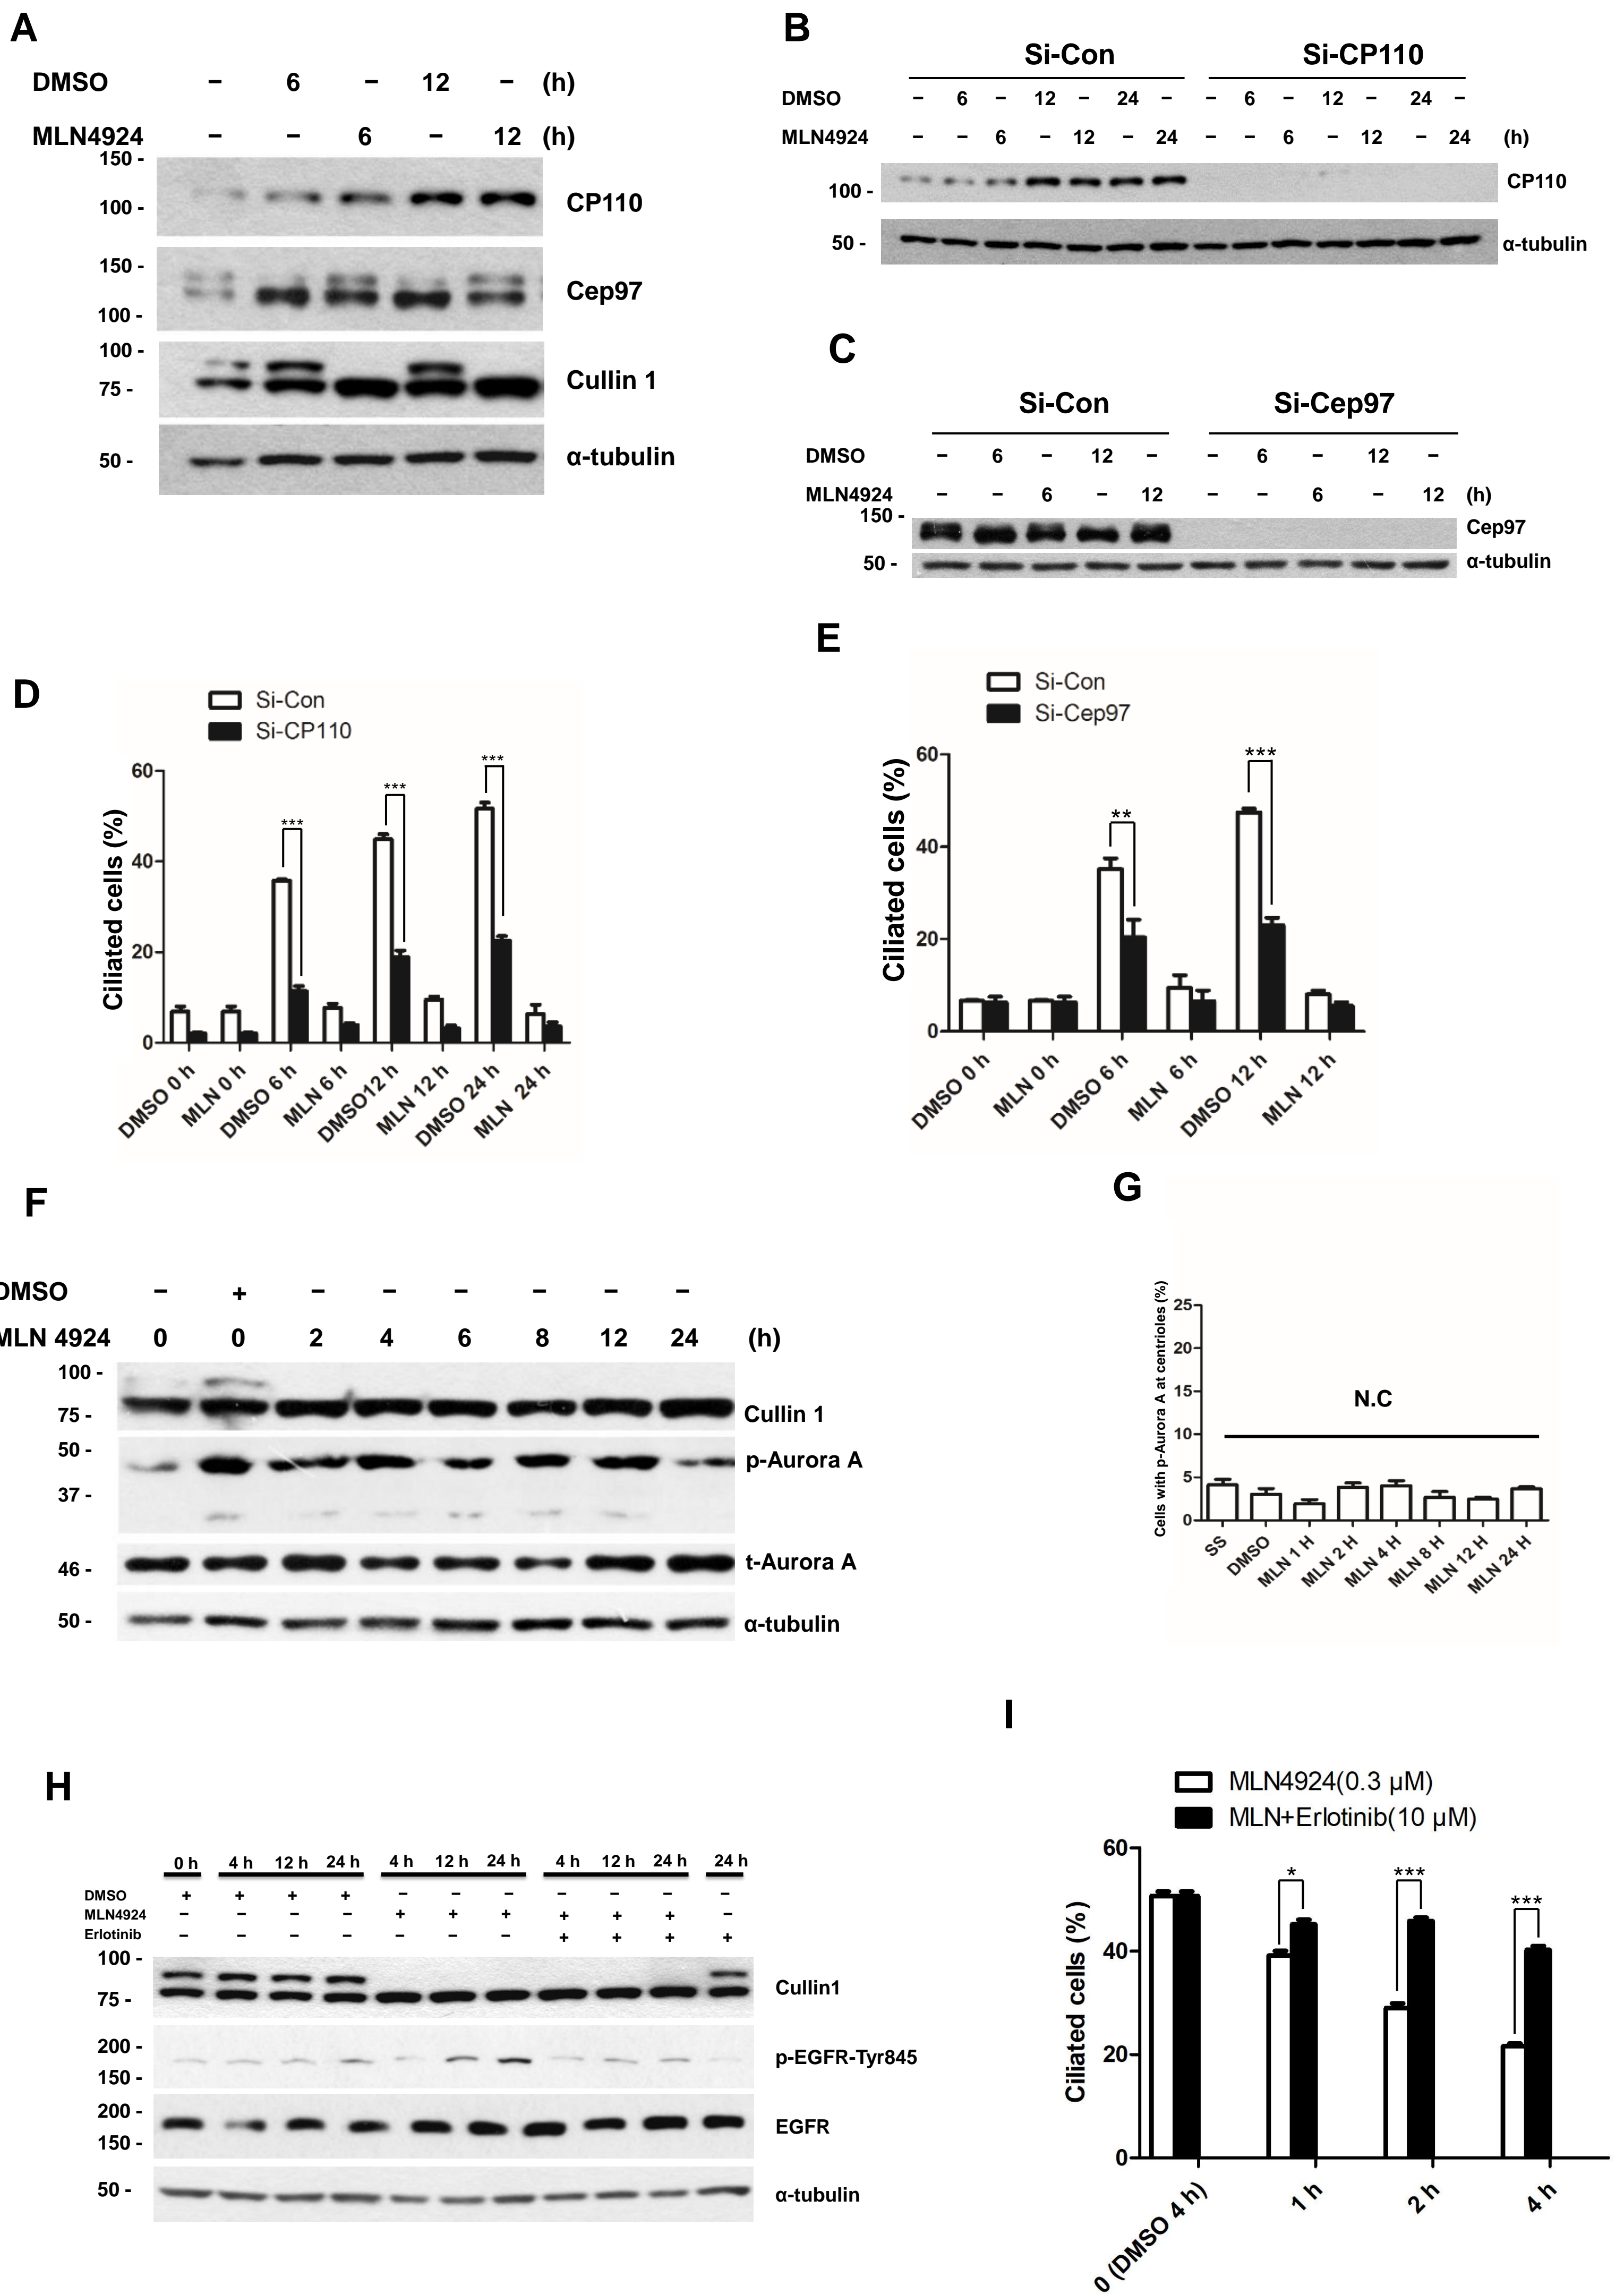 A
DMSO – 6 – 12 – (h)
MLN4924 – – 6 – 12 (h)
150 -
100 -
CP110
150 -
100 -
Cep97
100 -
75 -
Cullin 1
50 -
α-tubulin
B
Si-Con Si-CP110
DMSO – 6 – 12 – 24 – – 6 – 12 – 24 –
MLN4924 – – 6 – 12 – 24 – – 6 – 12 – 24 (h)
100 -
CP110
50 -
α-tubulin
C
Si-Con Si-Cep97
DMSO – 6 – 12 – – 6 – 12 –
MLN4924 – – 6 – 12 – – 6 – 12 (h)
150 -
Cep97
50 -
α-tubulin
D
Si-Con
Si-CP110
Ciliated cells (%)
60
40
20
0
*** *** ***
DMSO 0 h
MLN 0 h
DMSO 6 h
MLN 6 h
DMSO12 h
MLN 12 h
DMSO 24 h
MLN 24 h
E
Si-Con
Si-Cep97
Ciliated cells (%)
60
40
20
0
** ***
DMSO 0 h
MLN 0 h
DMSO 6 h
MLN 6 h
DMSO 12 h
MLN 12 h
F
DMSO – + – – – – – –
MLN 4924 0 0 2 4 6 8 12 24 (h)
100 -
75 -
Cullin 1
50 -
37 -
p-Aurora A
46 -
t-Aurora A
50 -
α-tubulin
G
Cells with p-Aurora A at centrioles (%)
25
20
15
10
5
0
N.C
SS
DMSO
MLN 1 H
MLN 2 H
MLN 4 H
MLN 8 H
MLN 12 H
MLN 24 H
H
0 h 4 h 12 h 24 h 4 h 12 h 24 h 4 h 12 h 24 h 24 h
DMSO + + + + – – – – – – –
MLN4924 – – – – + + + + + + –
Erlotinib – – – – – – – + + + +
100 -
75 -
Cullin1
200 -
150 -
p-EGFR-Tyr845
200 -
150 -
EGFR
50 -
α-tubulin
I
MLN4924(0.3 µM)
MLN+Erlotinib(10 µM)
Ciliated cells (%)
60
40
20
0
* *** ***
0 (DMSO 4 h)
1 h
2 h
4 h